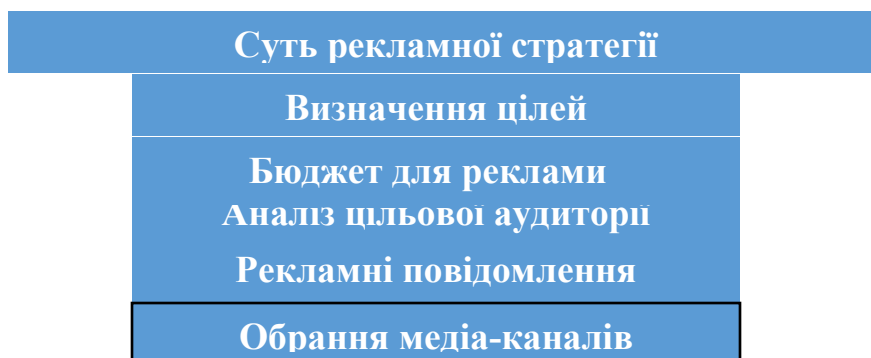 Суть рекламної стратегії
Визначення цілей
Бюджет для реклами
Аналіз цільової аудиторії
Рекламні повідомлення
Обрання медіа-каналів